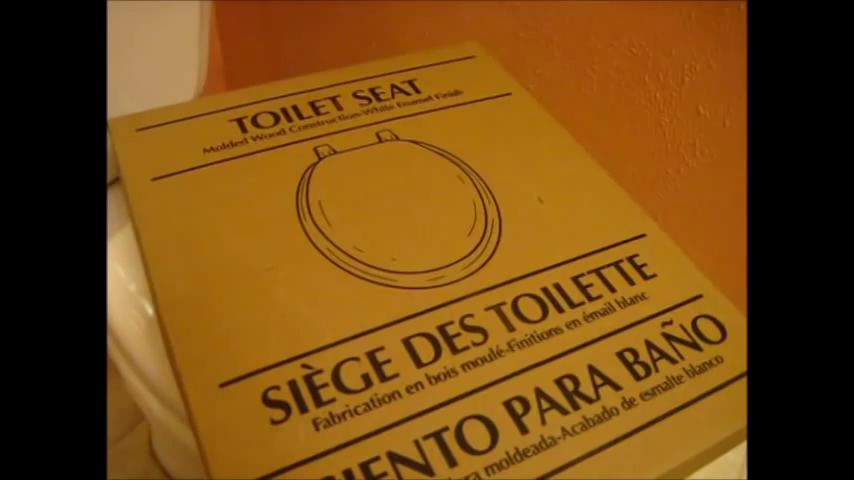 TOILET SEAT
Molded Wood Construction-White Enamel Finish
SIÈGE DES TOILETTE
Fabrication en bois moulé-Finitions en émail blanc
PARA BAÑO
moldeada-Acabado de esmalte blanco